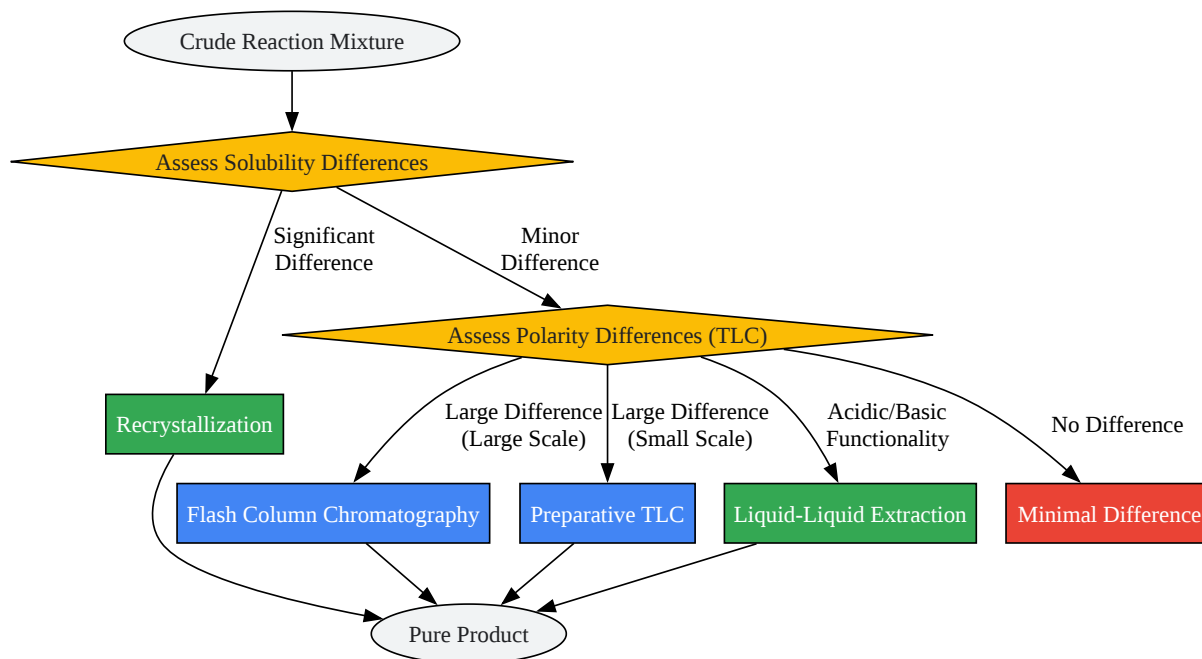 Crude Reaction Mixture
Assess Solubility Differences
Significant
Difference
Minor
Difference
Assess Polarity Differences (TLC)
Recrystallization
Large Difference
(Large Scale)
Large Difference
(Small Scale)
Acidic/Basic
Functionality
No Difference
Flash Column Chromatography
Preparative TLC
Liquid-Liquid Extraction
Minimal Difference
Pure Product